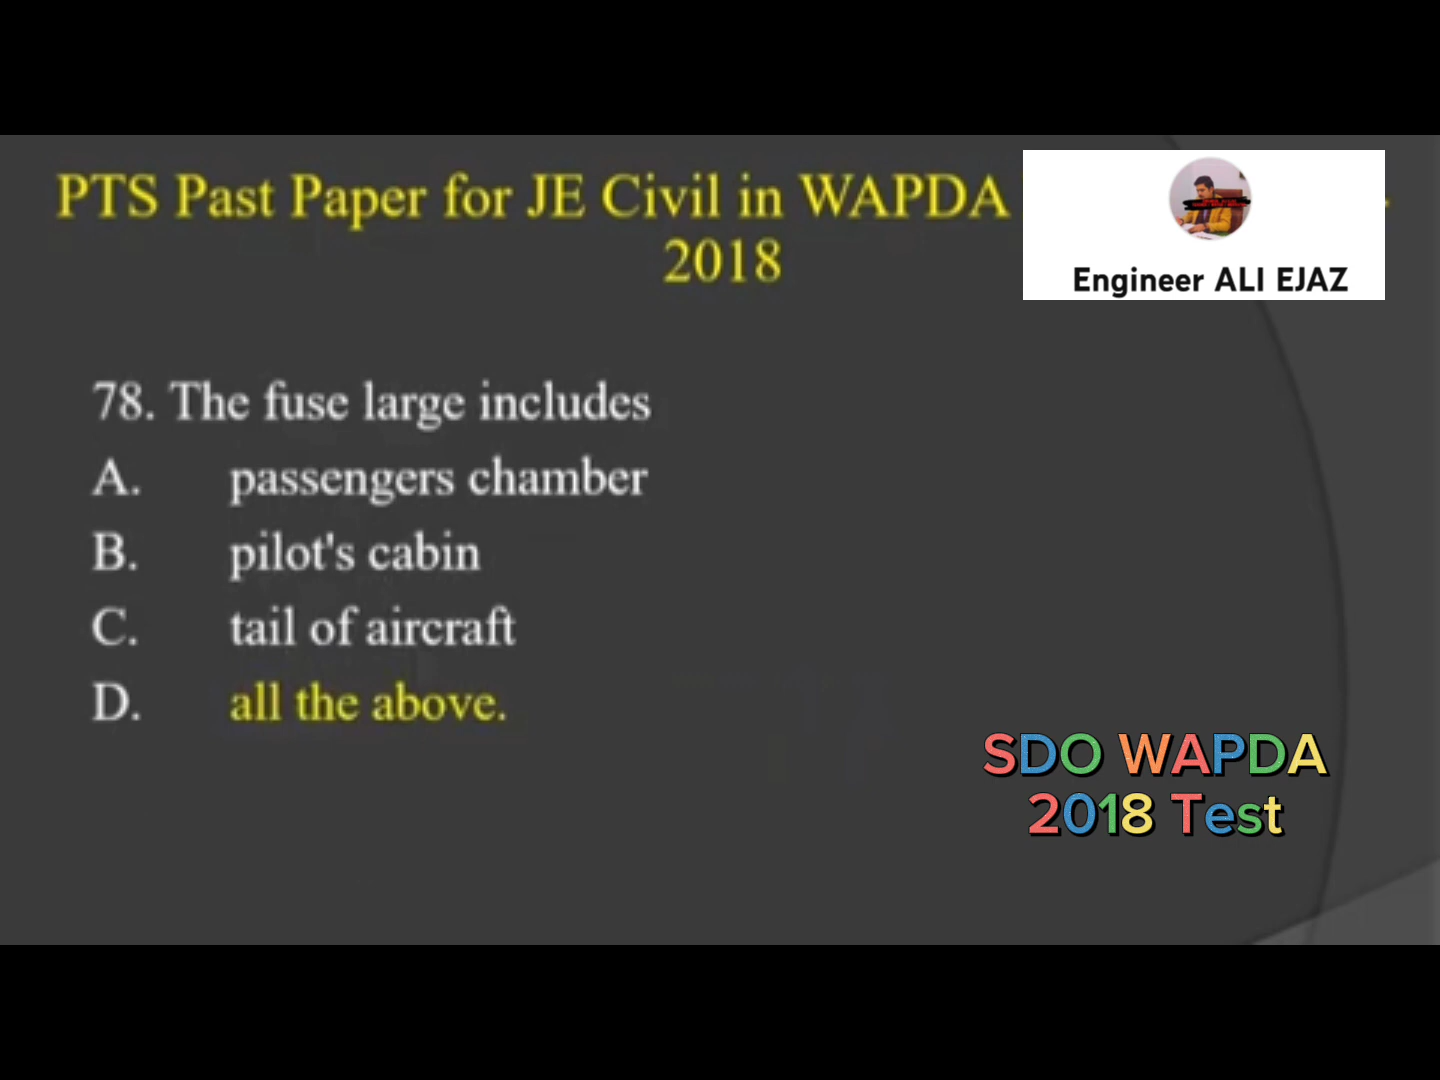 PTS Past Paper for JE Civil in WAPDA
2018
Engineer ALI EJAZ
78. The fuse large includes
A. passengers chamber
B. pilot's cabin
C. tail of aircraft
D. all the above.
SDO WAPDA
2018 Test